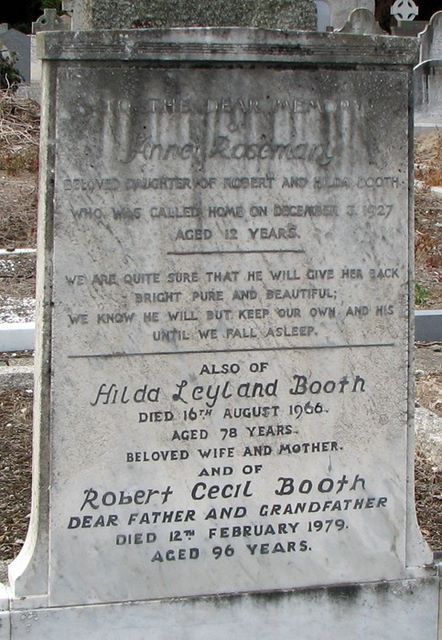 TO THE DEAR MEMORY
of
Anne Rosemary
BELOVED DAUGHTER OF ROBERT AND HILDA BOOTH
WHO WAS CALLED HOME ON DECEMBER 3, 1927
AGED 12 YEARS.
WE ARE QUITE SURE THAT HE WILL GIVE HER BACK
BRIGHT PURE AND BEAUTIFUL;
WE KNOW HE WILL BUT KEEP OUR OWN AND HIS
UNTIL WE FALL ASLEEP.
ALSO OF
Hilda Leyland Booth
DIED 16TH AUGUST 1966.
AGED 78 YEARS.
BELOVED WIFE AND MOTHER.
AND OF
Robert Cecil Booth
DEAR FATHER AND GRANDFATHER
DIED 12TH FEBRUARY 1979.
AGED 96 YEARS.